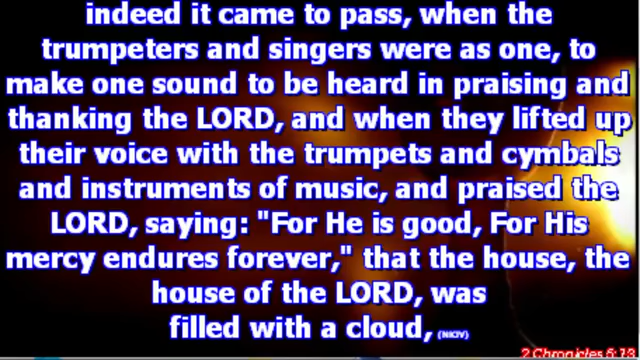 indeed it came to pass, when the
trumpeters and singers were as one, to
make one sound to be heard in praising and
thanking the LORD, and when they lifted up
their voice with the trumpets and cymbals
and instruments of music, and praised the
LORD, saying: "For He is good, For His
mercy endures forever," that the house, the
house of the LORD, was
filled with a cloud, (NKJV)
2 Chronicles 5:13